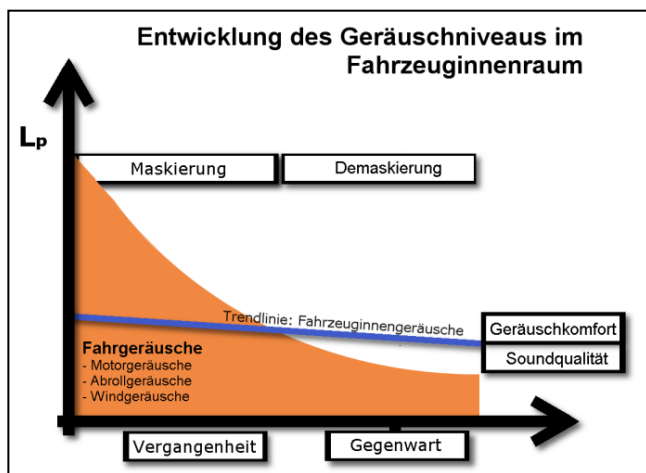 Entwicklung des Geräuschniveaus im
Fahrzeuginnenraum
Lp
Maskierung
Demaskierung
Trendlinie: Fahrzeuginnengeräusche
Geräuschkomfort
Soundqualität
Fahrgeräusche
- Motorgeräusche
- Abrollgeräusche
- Windgeräusche
Vergangenheit
Gegenwart